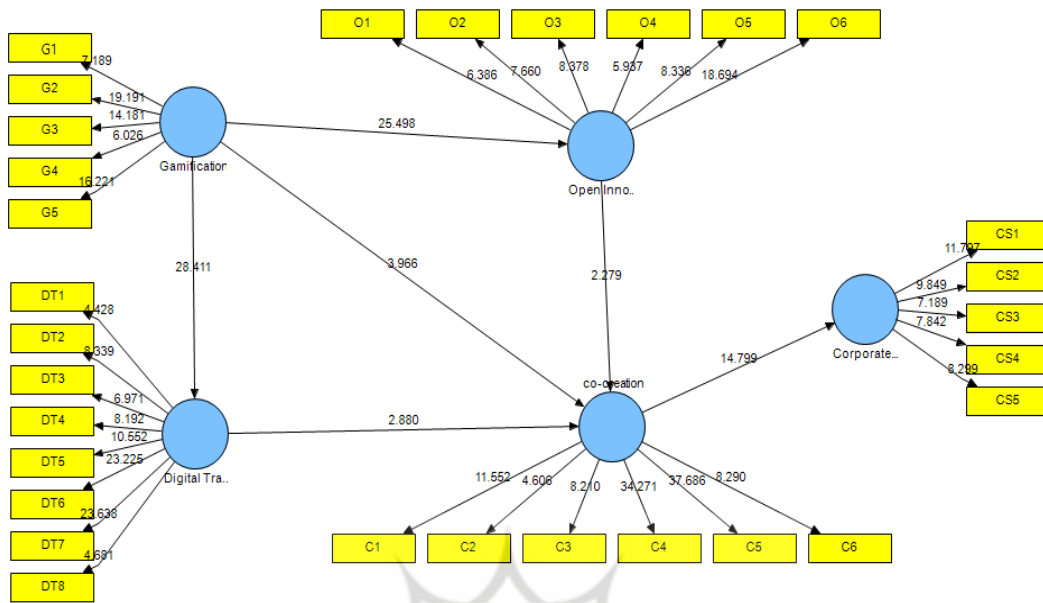 O1 O2 O3 O4 O5 O6
6.386 7.660 8.378 5.937 8.336 18.694
G1
7.189
G2
19.191
G3
14.181
G4
6.026
G5
16.221
Gamification
25.498
Open Inno..
28.411
3.966
2.279
CS1
11.797
CS2
9.849
CS3
7.189
CS4
7.842
CS5
8.299
Corporate...
14.799
DT1
4.428
DT2
8.339
DT3
6.971
DT4
8.192
DT5
10.552
DT6
23.225
DT7
23.638
DT8
4.681
Digital Tra..
2.880
co-creation
11.552 4.606 8.210 34.271 37.686 8.290
C1 C2 C3 C4 C5 C6